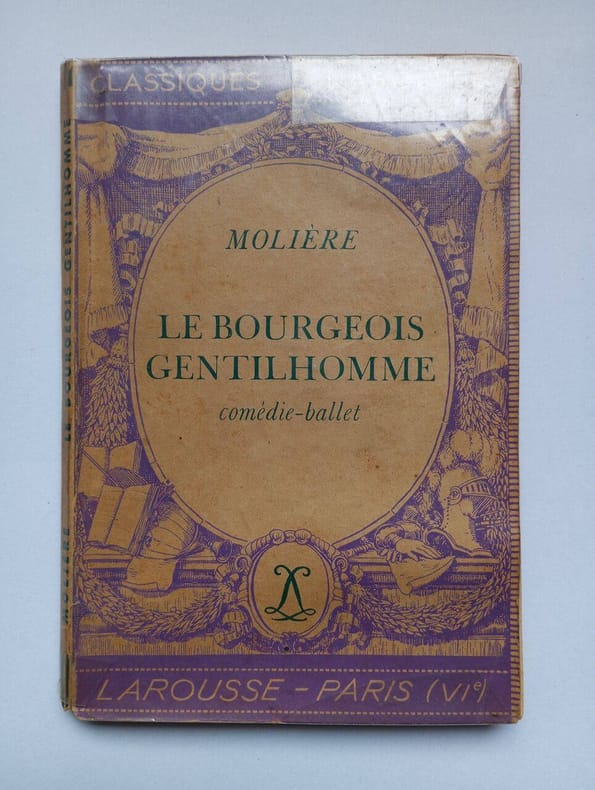 CLASSIQUES
MOLIÈRE
LE BOURGEOIS
GENTILHOMME
comédie-ballet
LAROUSSE – PARIS (VIᵉ)
MOLIÈRE LE BOURGEOIS GENTILHOMME